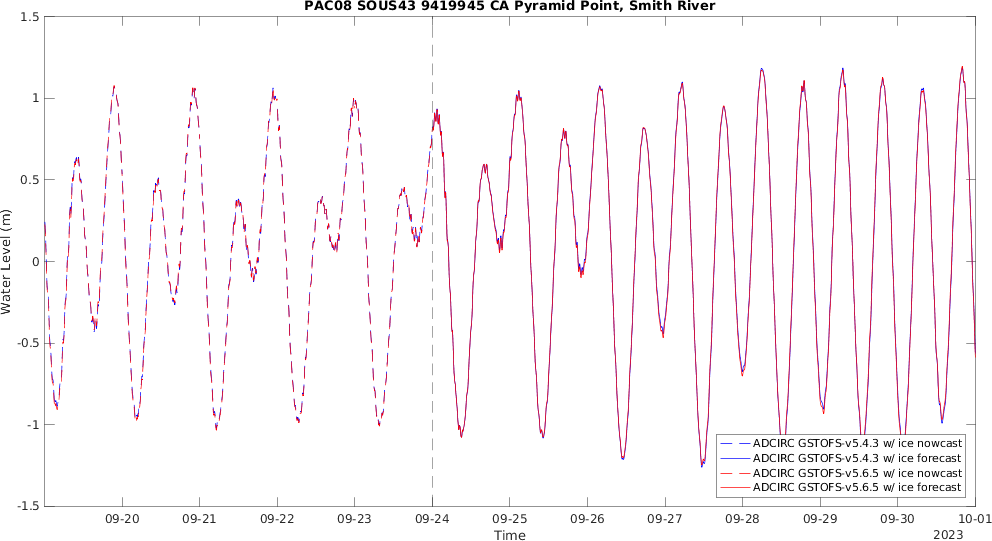 PAC08 SOUS43 9419945 CA Pyramid Point, Smith River
1.5
1
0.5
0
-0.5
-1
-1.5
Water Level (m)
09-20 09-21 09-22 09-23 09-24 09-25 09-26 09-27 09-28 09-29 09-30 10-01
2023
Time
ADCIRC GSTOFS-v5.4.3 w/ ice nowcast
ADCIRC GSTOFS-v5.4.3 w/ ice forecast
ADCIRC GSTOFS-v5.6.5 w/ ice nowcast
ADCIRC GSTOFS-v5.6.5 w/ ice forecast